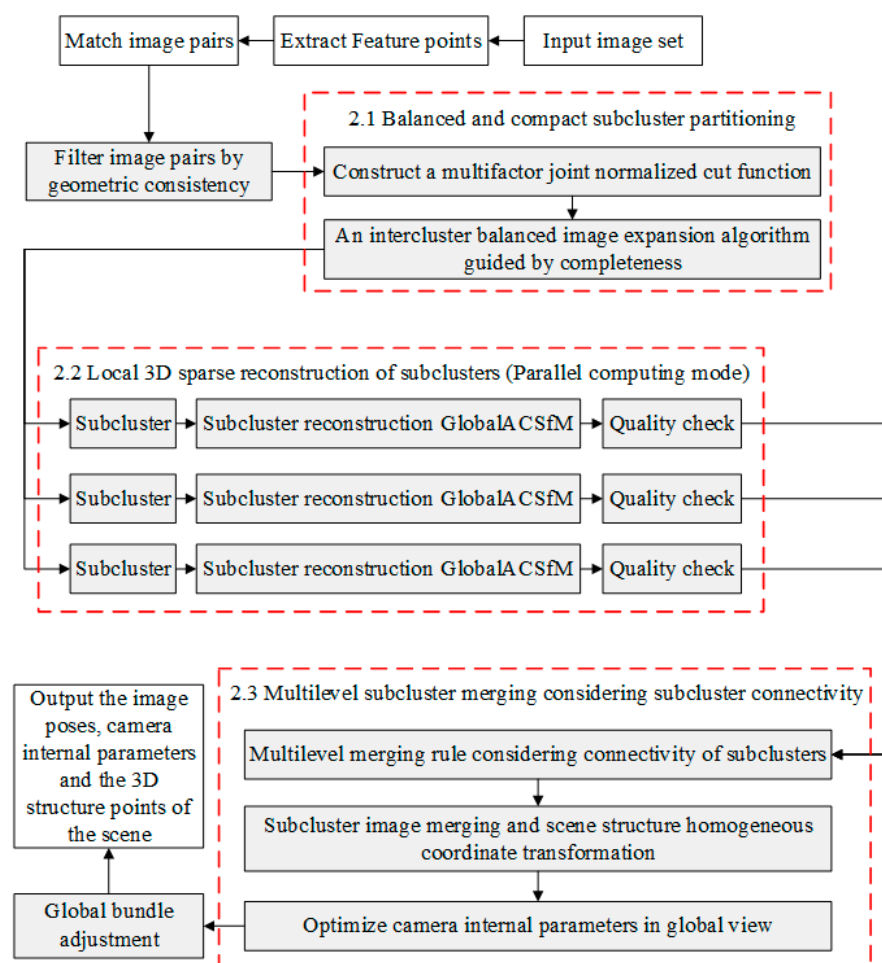 Input image set
Extract Feature points
Match image pairs
Filter image pairs by
geometric consistency
2.1 Balanced and compact subcluster partitioning
Construct a multifactor joint normalized cut function
An intercluster balanced image expansion algorithm
guided by completeness
2.2 Local 3D sparse reconstruction of subclusters (Parallel computing mode)
Subcluster
Subcluster reconstruction GlobalACSfM
Quality check
Subcluster
Subcluster reconstruction GlobalACSfM
Quality check
Subcluster
Subcluster reconstruction GlobalACSfM
Quality check
2.3 Multilevel subcluster merging considering subcluster connectivity
Multilevel merging rule considering connectivity of subclusters
Subcluster image merging and scene structure homogeneous
coordinate transformation
Optimize camera internal parameters in global view
Global bundle
adjustment
Output the image
poses, camera
internal parameters
and the 3D
structure points of
the scene